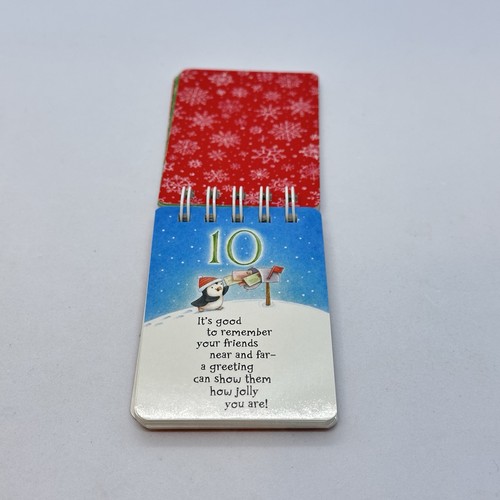 10
It's good
to remember
your friends
near and far–
a greeting
can show them
how jolly
you are!